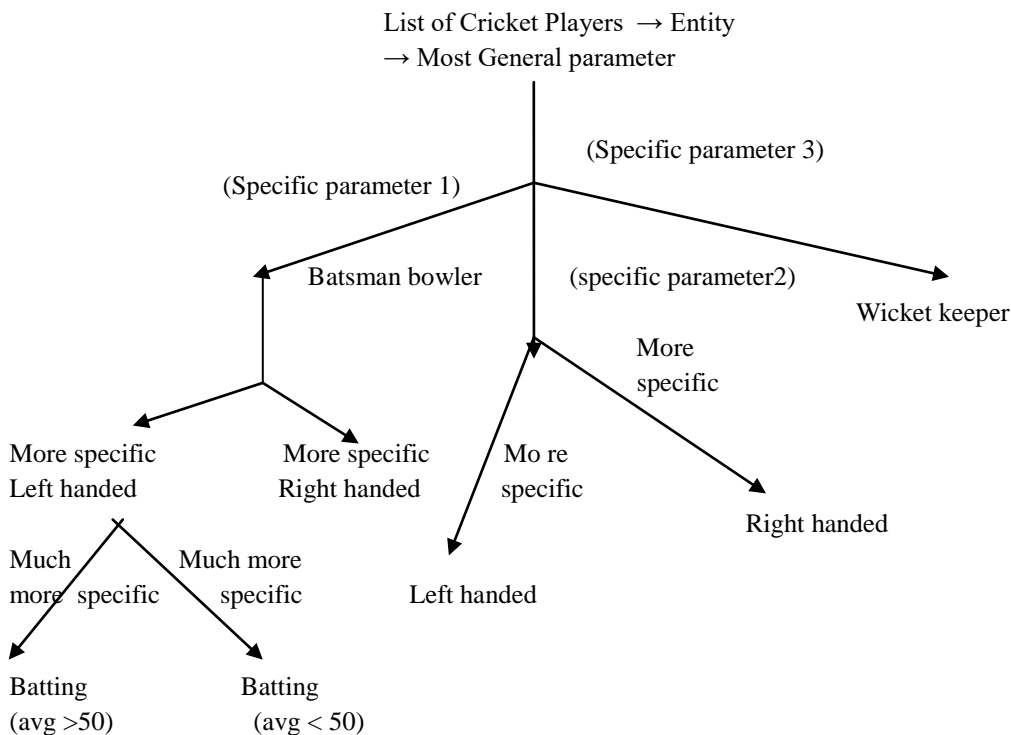 List of Cricket Players → Entity
→ Most General parameter
(Specific parameter 3)
(Specific parameter 1)
Batsman bowler
(specific parameter2)
Wicket keeper
More
specific
More specific
Left handed
More specific
Right handed
Mo re
specific
Right handed
Much
more specific
Much more
specific
Left handed
Batting
(avg >50)
Batting
(avg < 50)